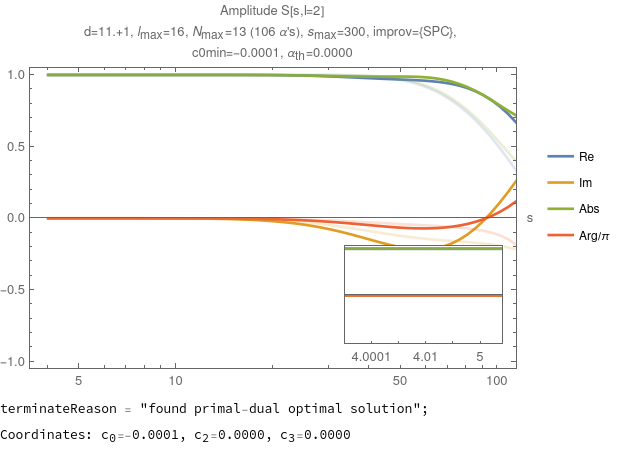 Amplitude S[s,l=2]
d=11.+1, lmax=16, Nmax=13 (106 α's), smax=300, improv={SPC},
c0min=-0.0001, αth=0.0000
1.0
0.5
0.0
-0.5
-1.0
5 10 50 100
s
Re
Im
Abs
Arg/π
4.0001 4.01 5
terminateReason = "found primal-dual optimal solution";
Coordinates: c0=-0.0001, c2=0.0000, c3=0.0000